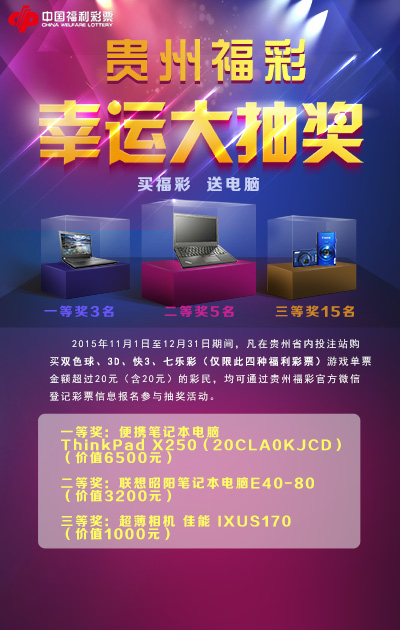 中国福利彩票
CHINA WELFARE LOTTERY
贵州福彩
幸运大抽奖
买福彩 送电脑
一等奖3名 二等奖5名 三等奖15名
2015年11月1日至12月31日期间，凡在贵州省内投注站购
买双色球、3D、快3、七乐彩（仅限此四种福利彩票）游戏单票
金额超过20元（含20元）的彩民，均可通过贵州福彩官方微信
登记彩票信息报名参与抽奖活动。
一等奖：便携笔记本电脑
ThinkPad X250（20CLA0KJCD）
（价值6500元）
二等奖：联想昭阳笔记本电脑E40-80
（价值3200元）
三等奖：超薄相机 佳能 IXUS170
（价值1000元）